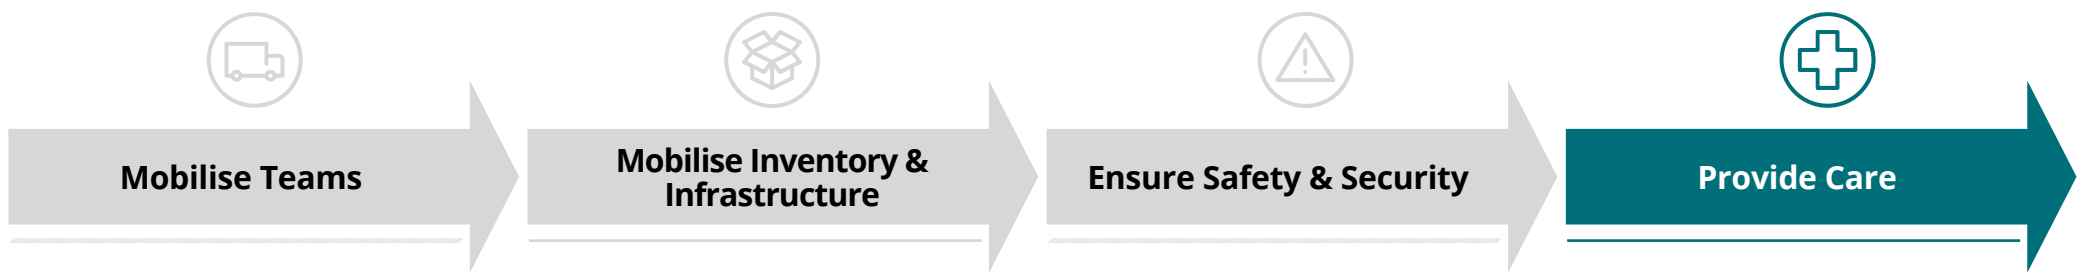 Mobilise Teams
Mobilise Inventory &
Infrastructure
Ensure Safety & Security
Provide Care